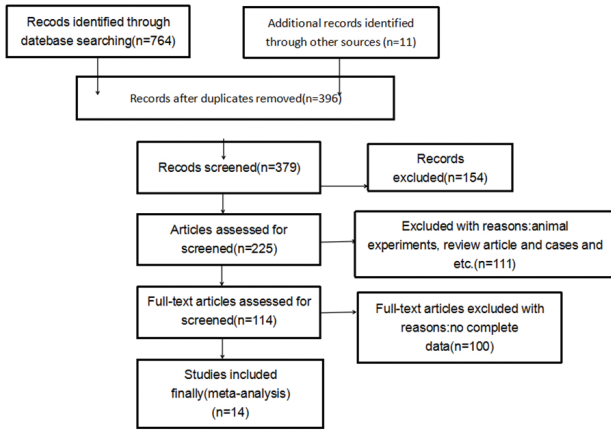 Recods identified through
datebase searching(n=764)
Additional records identified
through other sources (n=11)
Records after duplicates removed(n=396)
Recods screened(n=379)
Records
excluded(n=154)
Articles assessed for
screened(n=225)
Excluded with reasons:animal
experiments, review article and cases and
etc.(n=111)
Full-text articles assessed for
screened(n=114)
Full-text articles excluded with
reasons:no complete
data(n=100)
Studies included
finally(meta-analysis)
(n=14)